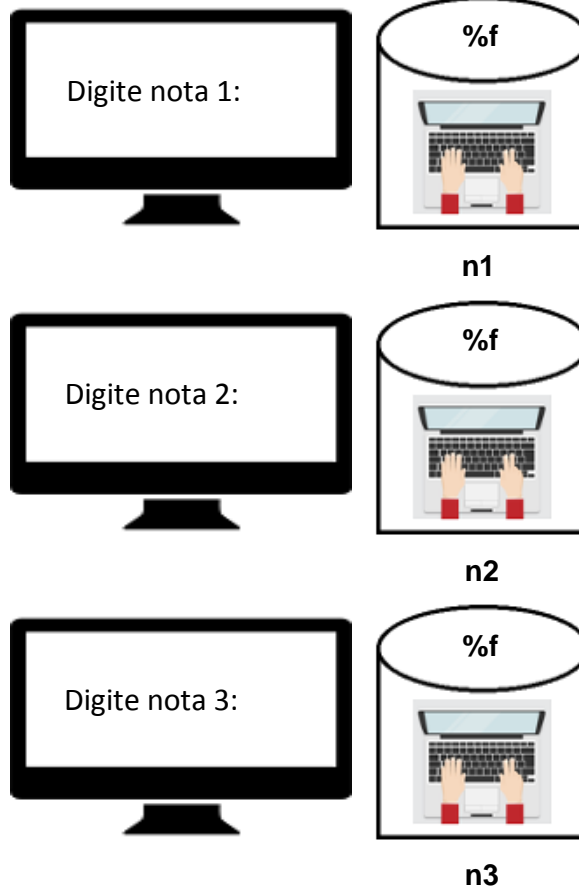 Digite nota 1:
%f
n1
Digite nota 2:
%f
n2
Digite nota 3:
%f
n3